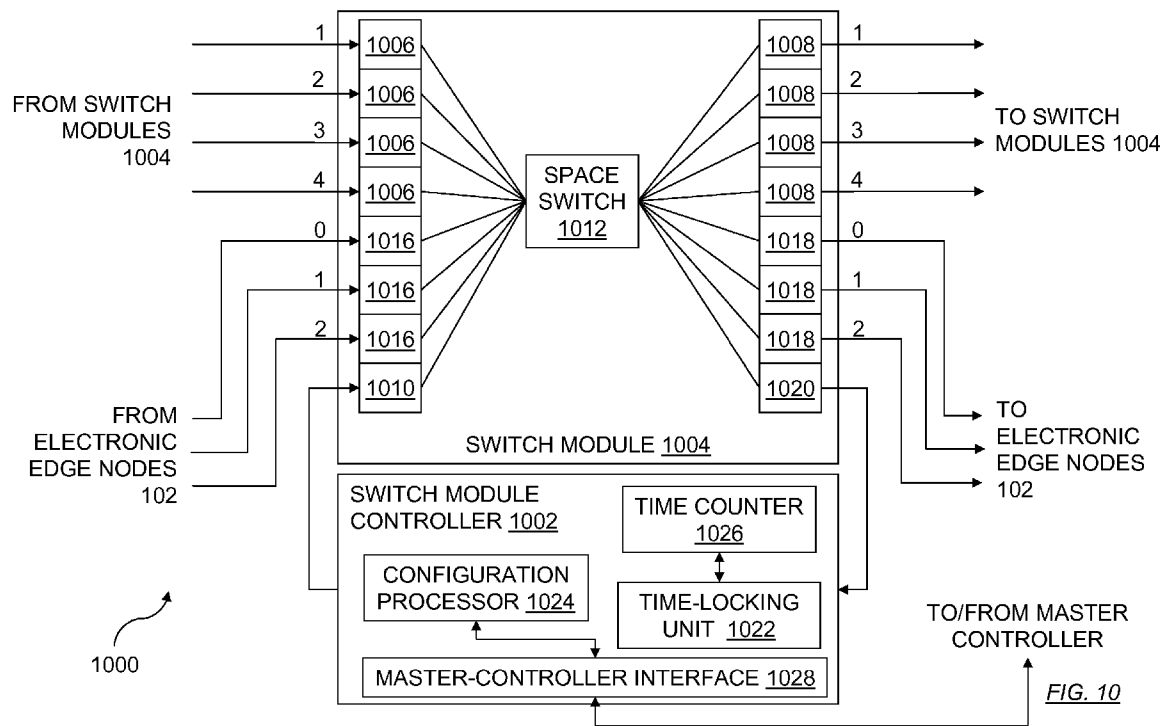 1
1006
1008
1
2
1006
1008
2
FROM SWITCH
MODULES
1004
3
1006
1008
3
TO SWITCH
MODULES 1004
4
1006
1008
4
SPACE
SWITCH
1012
0
1016
1018
0
1
1016
1018
1
2
1016
1018
2
1010
1020
FROM
ELECTRONIC
EDGE NODES
102
TO
ELECTRONIC
EDGE NODES
102
SWITCH MODULE 1004
SWITCH MODULE
CONTROLLER 1002
TIME COUNTER
1026
CONFIGURATION
PROCESSOR 1024
TIME-LOCKING
UNIT 1022
MASTER-CONTROLLER INTERFACE 1028
TO/FROM MASTER
CONTROLLER
1000
FIG. 10